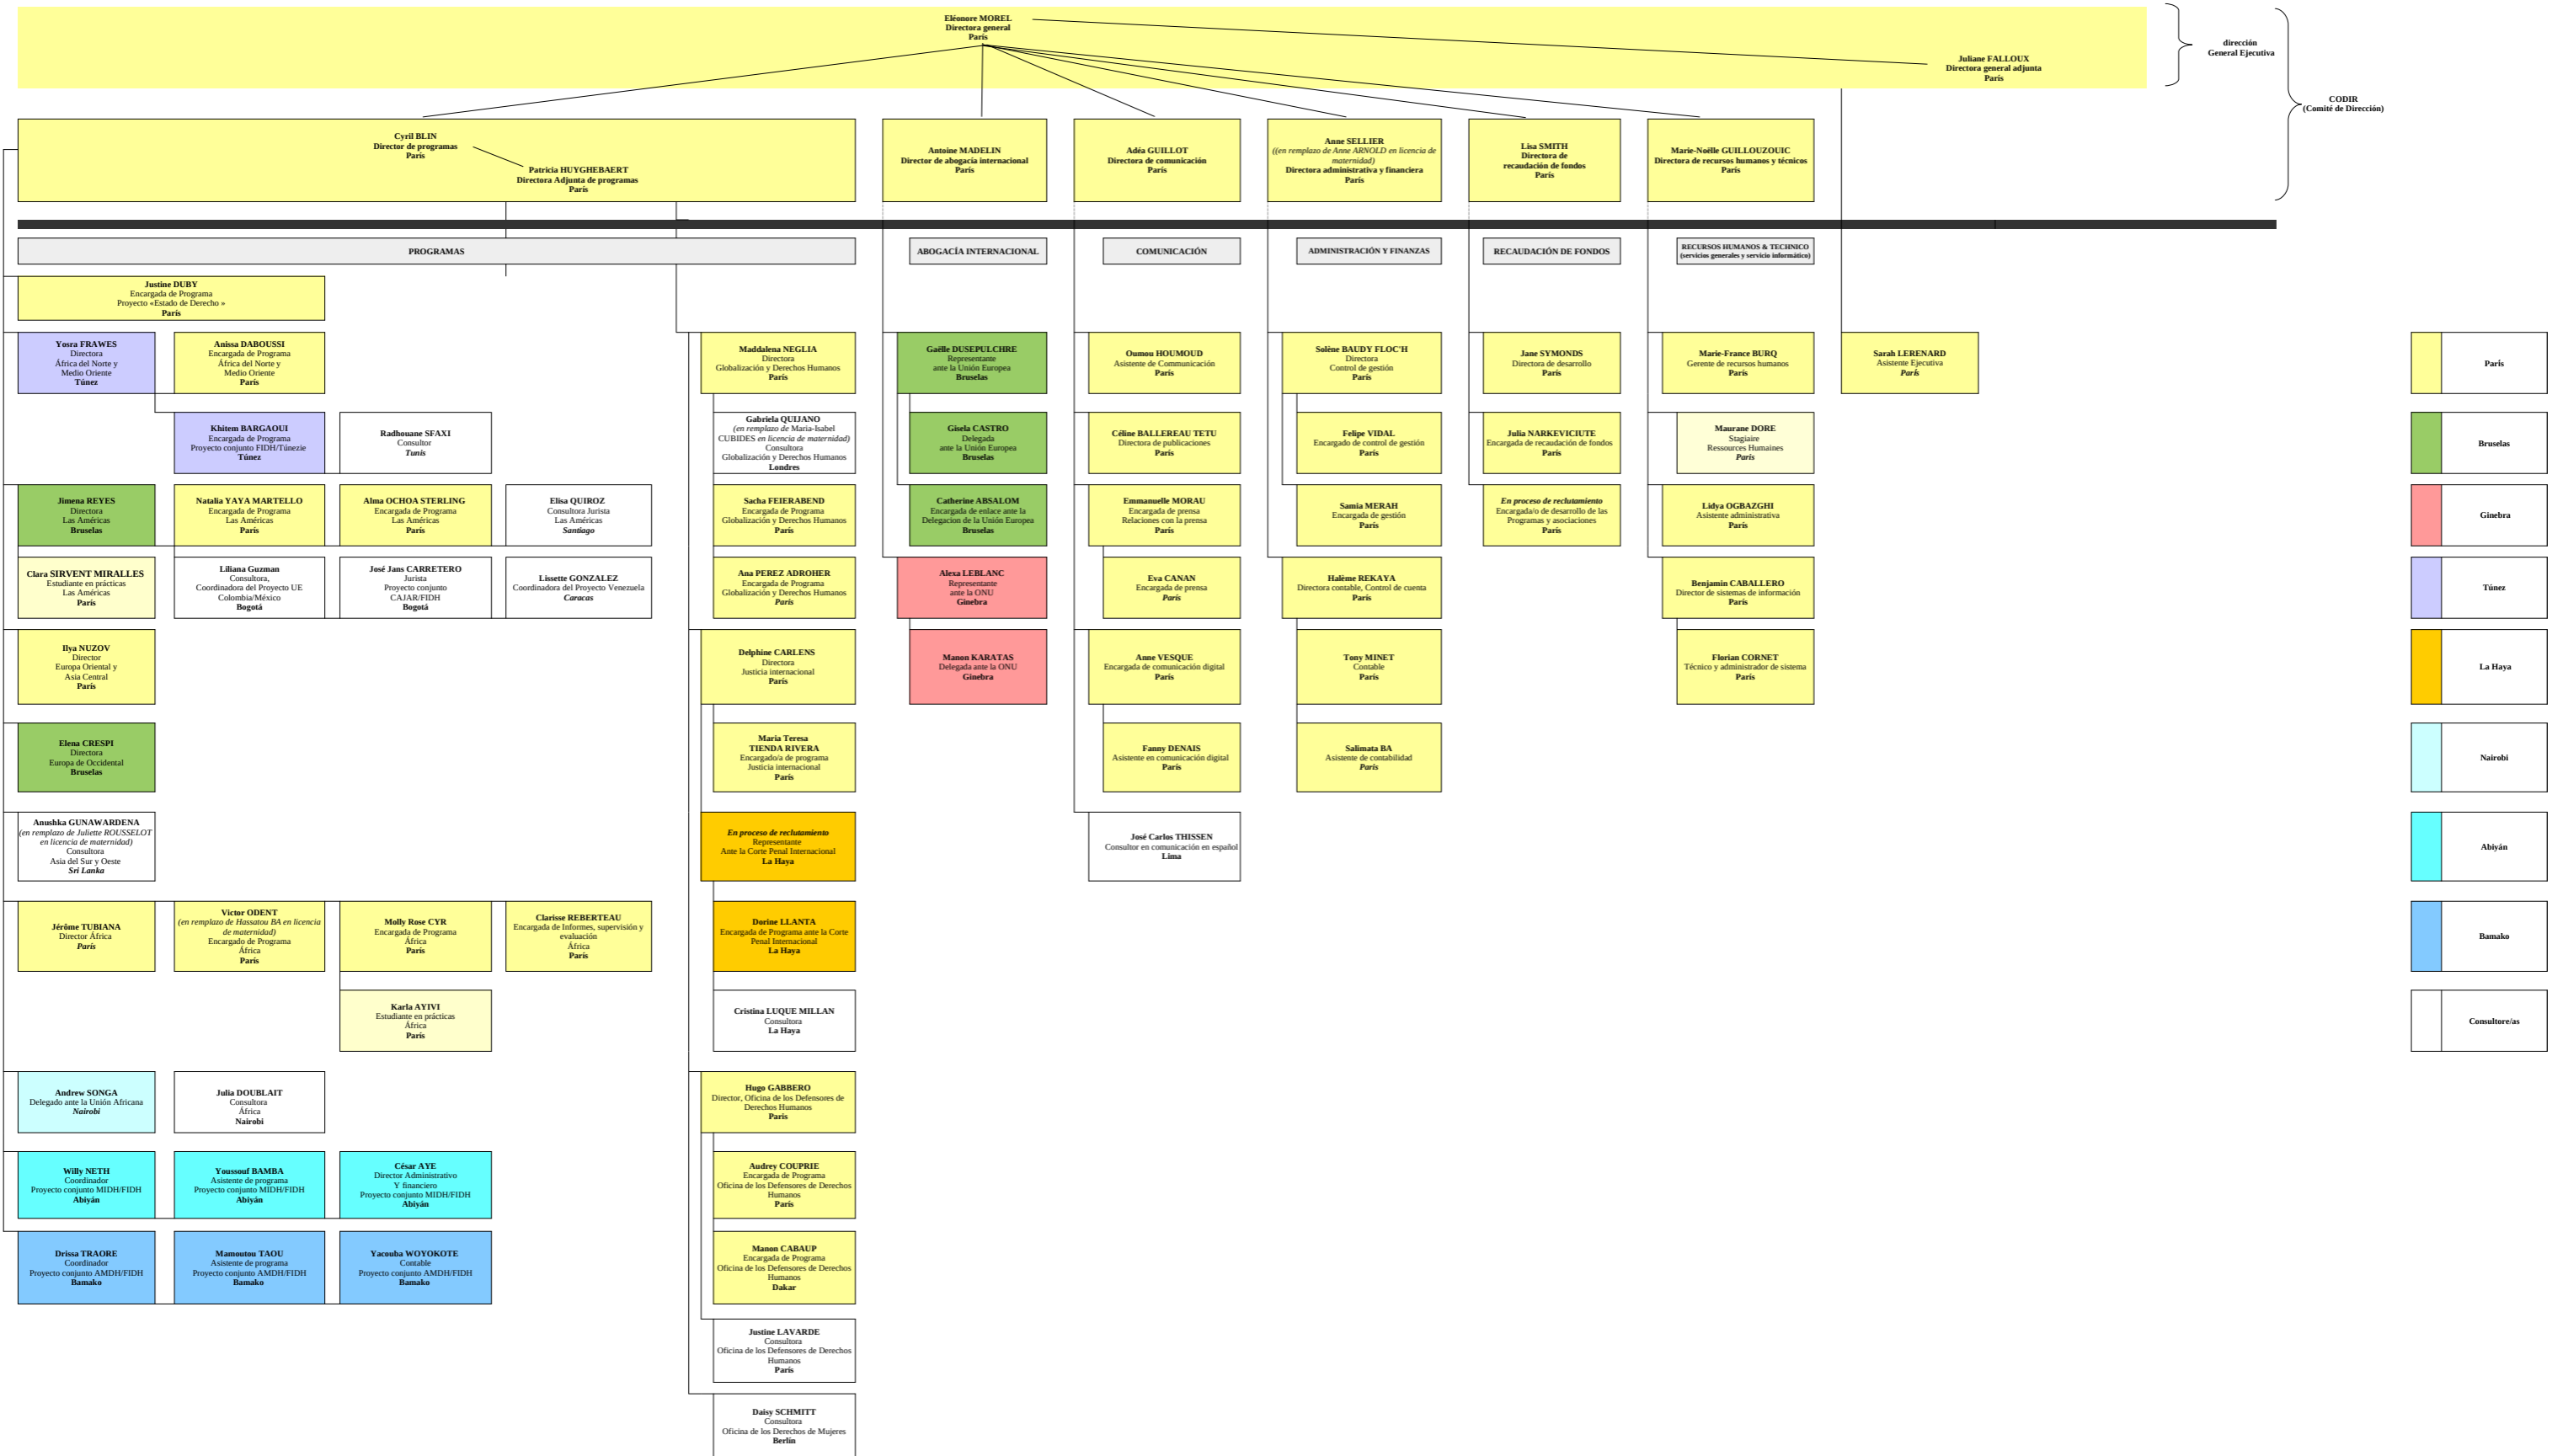 Eléonore MOREL
Directora general
París
Juliane FALLOUX
Directora general adjunta
París
dirección
General Ejecutiva
CODIR
(Comité de Dirección)
Cyril BLIN
Director de programas
París
Patricia HUYGHEBAERT
Directora Adjunta de programas
París
Antoine MADELIN
Director de abogacía internacional
París
Adéa GUILLOT
Directora de comunicación
París
Anne SELLIER
((en remplazo de Anne ARNOLD en licencia de
maternidad)
Directora administrativa y financiera
París
Lisa SMITH
Directora de
recaudación de fondos
París
Marie-Noëlle GUILLOUZOUIC
Directora de recursos humanos y técnicos
París
PROGRAMAS
ABOGACÍA INTERNACIONAL
COMUNICACIÓN
ADMINISTRACIÓN Y FINANZAS
RECAUDACIÓN DE FONDOS
RECURSOS HUMANOS & TECHNICO
(servicios generales y servicio informático)
Justine DUBY
Encargada de Programa
Proyecto «Estado de Derecho »
París
Yosra FRAWES
Directora
África del Norte y
Medio Oriente
Túnez
Anissa DABOUSSI
Encargada de Programa
África del Norte y
Medio Oriente
París
Maddalena NEGLIA
Directora
Globalización y Derechos Humanos
París
Gaëlle DUSEPULCHRE
Representante
ante la Unión Europea
Bruselas
Oumou HOUMOUD
Asistente de Communicación
París
Solène BAUDY FLOC'H
Directora
Control de gestión
París
Jane SYMONDS
Directora de desarrollo
París
Marie-France BURQ
Gerente de recursos humanos
París
Sarah LERENARD
Asistente Ejecutiva
París
París
Khitem BARGAOUI
Encargada de Programa
Proyecto conjunto FIDH/Túnezie
Túnez
Radhouane SFAXI
Consultor
Tunis
Gabriela QUIJANO
(en remplazo de Maria-Isabel
CUBIDES en licencia de maternidad)
Consultora
Globalización y Derechos Humanos
Londres
Gisela CASTRO
Delegada
ante la Unión Europea
Bruselas
Céline BALLEREAU TETU
Directora de publicaciones
París
Felipe VIDAL
Encargado de control de gestión
París
Julia NARKEVICIUTE
Encargada de recaudación de fondos
París
Maurane DORE
Stagiaire
Ressources Humaines
Paris
Bruselas
Jimena REYES
Directora
Las Américas
Bruselas
Natalía YAYA MARTELLO
Encargada de Programa
Las Américas
París
Alma OCHOA STERLING
Encargada de Programa
Las Américas
París
Elisa QUIROZ
Consultora Jurista
Las Américas
Santiago
Sacha FEIERABEND
Encargada de Programa
Globalización y Derechos Humanos
París
Catherine ABSALOM
Encargada de enlace ante la
Delegacion de la Unión Europea
Bruselas
Emmanuelle MORAU
Encargada de prensa
Relaciones con la prensa
París
Samia MERAH
Encargada de gestión
París
En proceso de reclutamiento
Encargada/o de desarrollo de las
Programas y asociaciones
París
Lidya OGBAZGHI
Asistente administrativa
París
Ginebra
Clara SIRVENT MIRALLES
Estudiante en prácticas
Las Américas
París
Liliana Guzman
Consultora,
Coordinadora del Proyecto UE
Colombia/México
Bogotá
José Jans CARRETERO
Jurista
Proyecto conjunto
CAJAR/FIDH
Bogotá
Lissette GONZALEZ
Coordinadora del Proyecto Venezuela
Caracas
Ana PEREZ ADROHER
Encargada de Programa
Globalización y Derechos Humanos
París
Alexa LEBLANC
Representante
ante la ONU
Ginebra
Eva CANAN
Encargada de prensa
París
Halème REKAYA
Directora contable, Control de cuenta
París
Benjamin CABALLERO
Director de sistemas de información
París
Túnez
Ilya NUZOV
Director
Europa Oriental y
Asia Central
París
Delphine CARLENS
Directora
Justicia internacional
París
Manon KARATAS
Delegada ante la ONU
Ginebra
Anne VESQUE
Encargada de comunicación digital
París
Tony MINET
Contable
París
Florian CORNET
Técnico y administrador de sistema
París
La Haya
Elena CRESPI
Directora
Europa de Occidental
Bruselas
Maria Teresa
TIENDA RIVERA
Encargado/a de programa
Justicia internacional
París
Fanny DENAIS
Asistente en comunicación digital
París
Salimata BA
Asistente de contabilidad
Paris
Nairobi
Anushka GUNAWARDENA
(en remplazo de Juliette ROUSSELOT
en licencia de maternidad)
Consultora
Asia del Sur y Oeste
Sri Lanka
En proceso de reclutamiento
Representante
Ante la Corte Penal Internacional
La Haya
José Carlos THISSEN
Consultor en comunicación en español
Lima
Abiyán
Jérôme TUBIANA
Director África
París
Victor ODENT
(en remplazo de Hassatou BA en licencia
de maternidad)
Encargado de Programa
África
París
Molly Rose CYR
Encargada de Programa
África
París
Clarisse REBERTEAU
Encargada de Informes, supervisión y
evaluación
África
París
Dorine LLANTA
Encargada de Programa ante la Corte
Penal Internacional
La Haya
Bamako
Karla AYIVI
Estudiante en prácticas
África
París
Cristina LUQUE MILLAN
Consultora
La Haya
Consultore/as
Andrew SONGA
Delegado ante la Unión Africana
Nairobi
Julia DOUBLAIT
Consultora
África
Nairobi
Hugo GABBERO
Director, Oficina de los Defensores de
Derechos Humanos
París
Willy NETH
Coordinador
Proyecto conjunto MIDH/FIDH
Abiyán
Youssouf BAMBA
Asistente de programa
Proyecto conjunto MIDH/FIDH
Abiyán
César AYE
Director Administrativo
Y financiero
Proyecto conjunto MIDH/FIDH
Abiyán
Audrey COUPRIE
Encargada de Programa
Oficina de los Defensores de Derechos
Humanos
París
Drissa TRAORE
Coordinador
Proyecto conjunto AMDH/FIDH
Bamako
Mamoutou TAOU
Asistente de programa
Proyecto conjunto AMDH/FIDH
Bamako
Yacouba WOYOKOTE
Contable
Proyecto conjunto AMDH/FIDH
Bamako
Manon CABAUP
Encargada de Programa
Oficina de los Defensores de Derechos
Humanos
Dakar
Justine LAVARDE
Consultora
Oficina de los Defensores de Derechos
Humanos
París
Daisy SCHMITT
Consultora
Oficina de los Derechos de Mujeres
Berlín